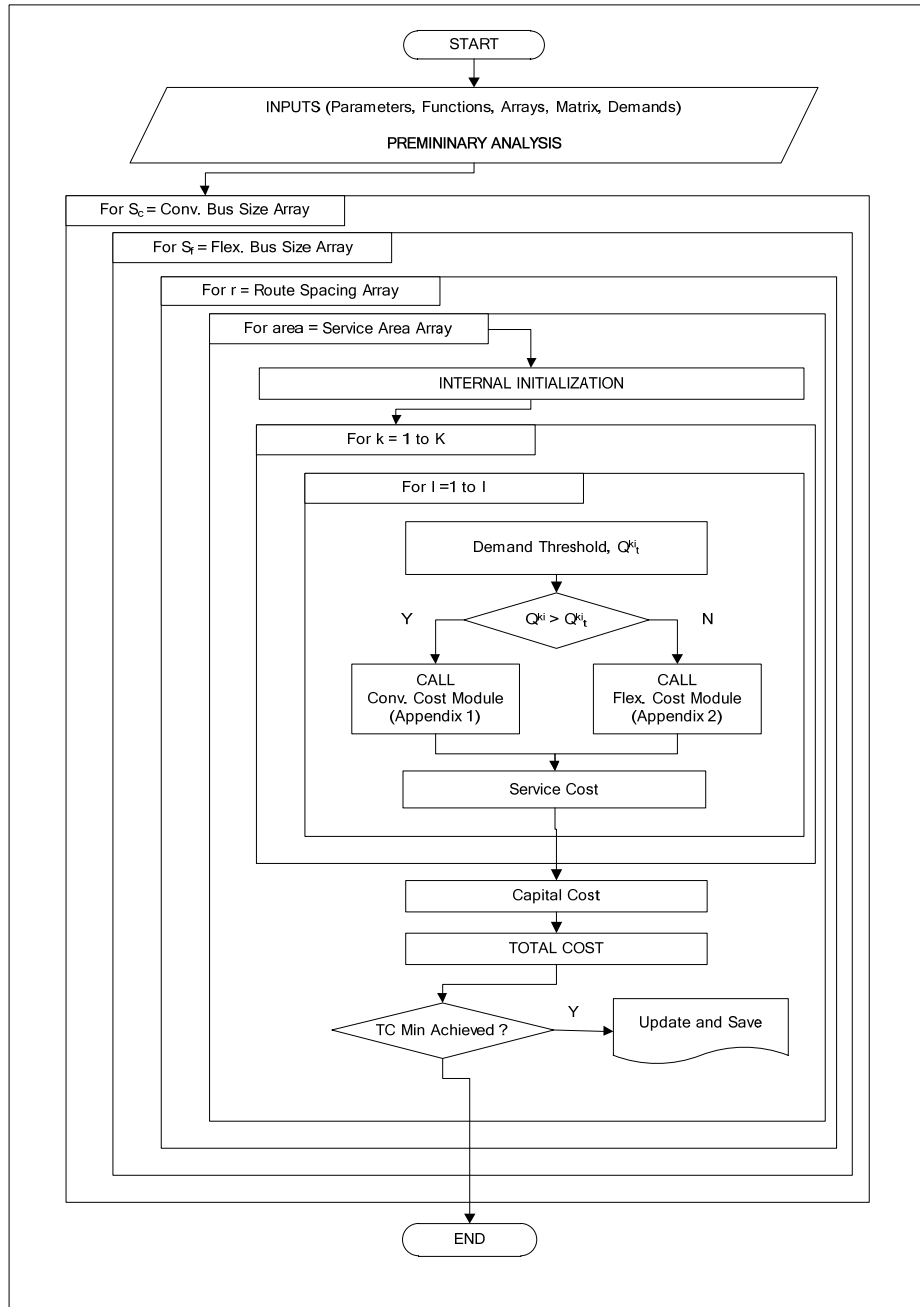 START
INPUTS (Parameters, Functions, Arrays, Matrix, Demands)
PREMININARY ANALYSIS
For Sc = Conv. Bus Size Array
For Sf = Flex. Bus Size Array
For r = Route Spacing Array
For area = Service Area Array
INTERNAL INITIALIZATION
For k = 1 to K
For I =1 to I
Demand Threshold, Q^ki_t
Q^ki > Q^ki_t
Y
N
CALL
Conv. Cost Module
(Appendix 1)
CALL
Flex. Cost Module
(Appendix 2)
Service Cost
Capital Cost
TOTAL COST
TC Min Achieved ?
Y
Update and Save
END